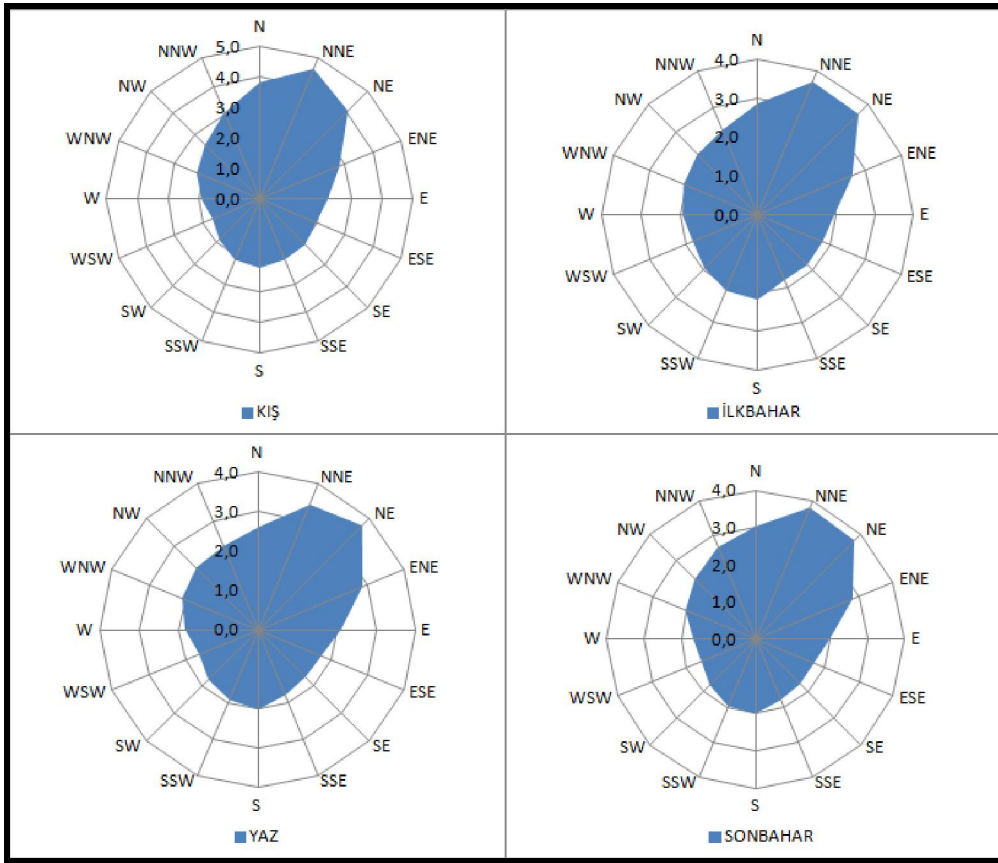 N
NNE
NE
ENE
E
ESE
SE
SSE
S
SSW
SW
WSW
W
WNW
NW
NNW
5,0
4,0
3,0
2,0
1,0
0,0
KIŞ
N
NNE
NE
ENE
E
ESE
SE
SSE
S
SSW
SW
WSW
W
WNW
NW
NNW
4,0
3,0
2,0
1,0
0,0
İLKBAHAR
N
NNE
NE
ENE
E
ESE
SE
SSE
S
SSW
SW
WSW
W
WNW
NW
NNW
4,0
3,0
2,0
1,0
0,0
YAZ
N
NNE
NE
ENE
E
ESE
SE
SSE
S
SSW
SW
WSW
W
WNW
NW
NNW
4,0
3,0
2,0
1,0
0,0
SONBAHAR